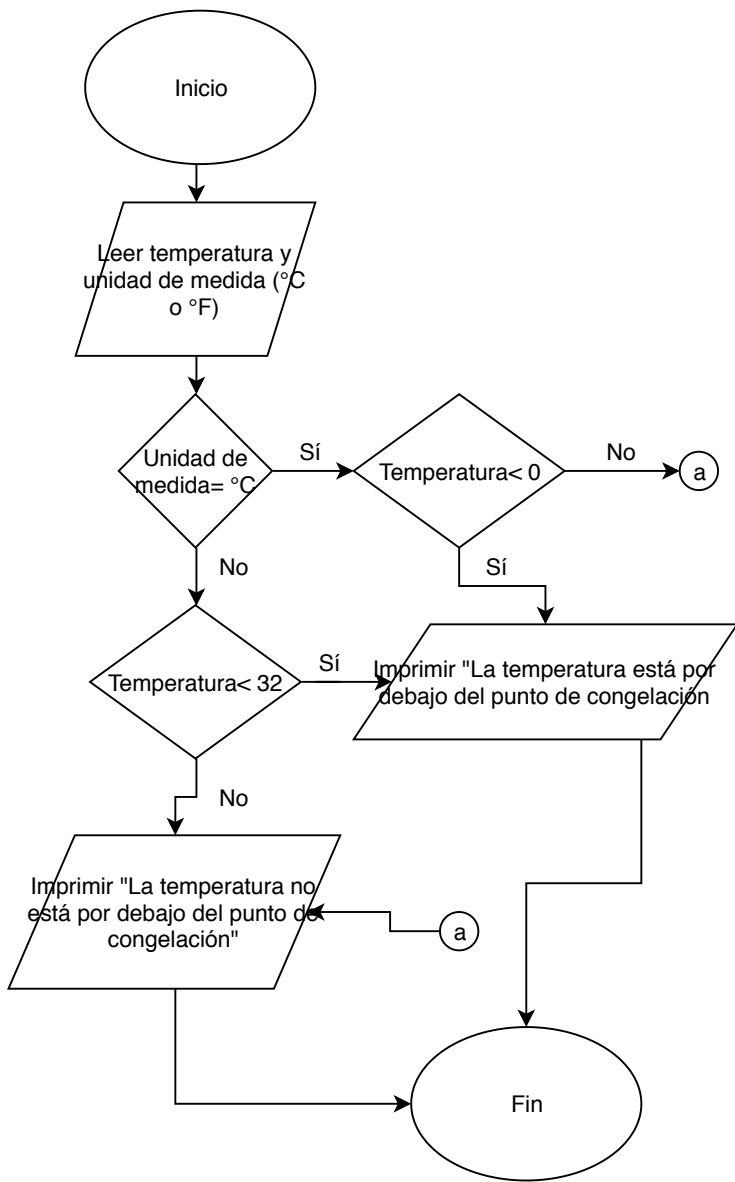 Inicio
Leer temperatura y
unidad de medida (°C
o °F)
Unidad de
medida= °C
Sí
Temperatura< 0
No
a
No
Sí
Temperatura< 32
Sí
Imprimir "La temperatura está por
debajo del punto de congelación
No
Imprimir "La temperatura no
está por debajo del punto de
congelación"
a
Fin